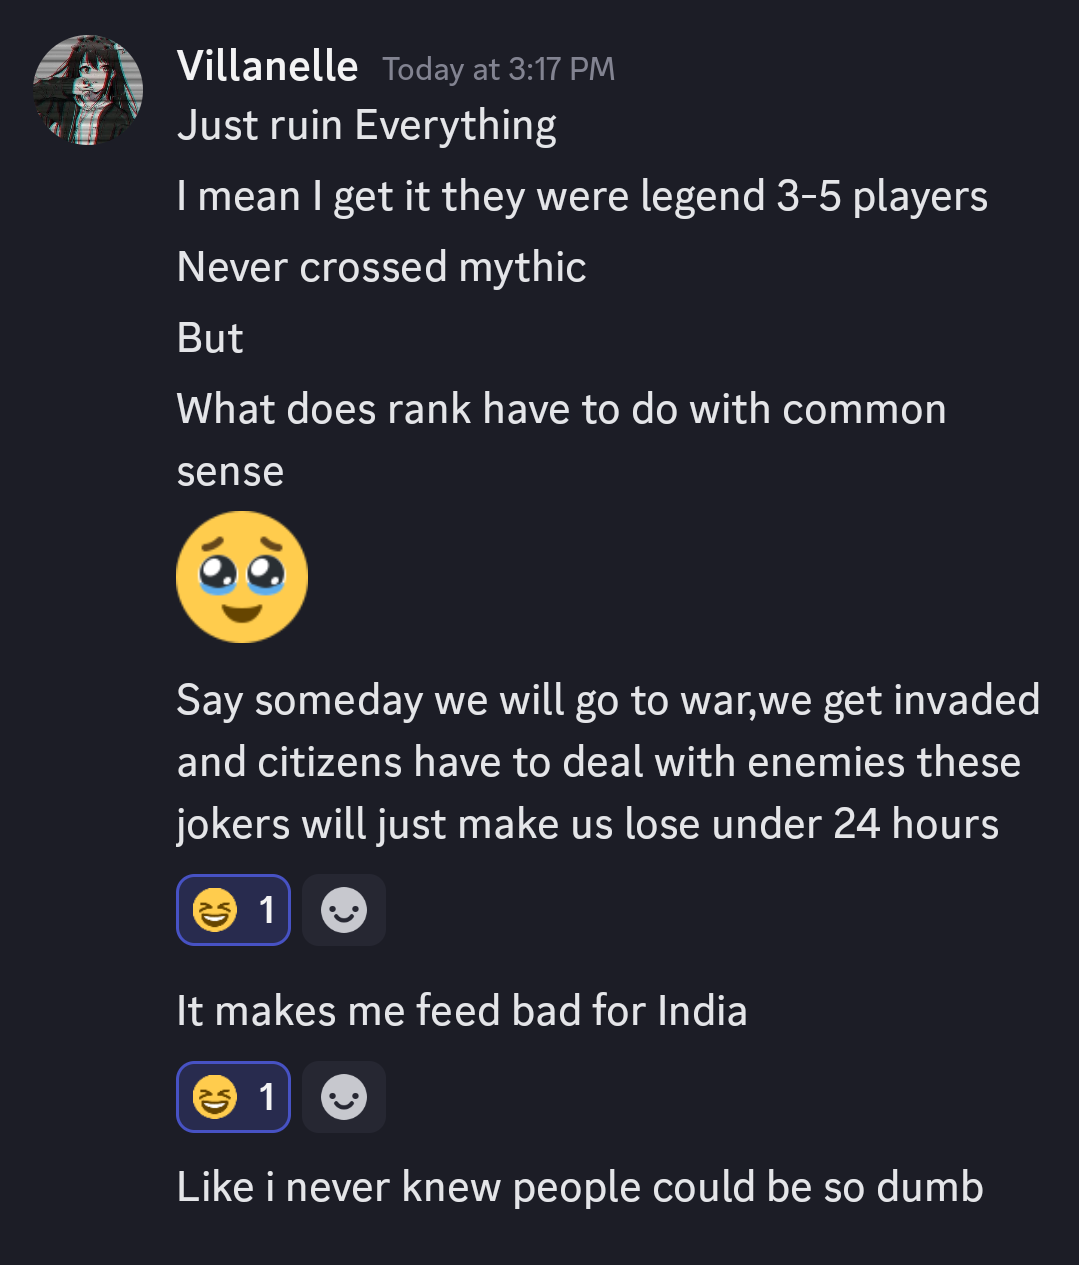 Villanelle Today at 3:17 PM
Just ruin Everything
I mean I get it they were legend 3-5 players
Never crossed mythic
But
What does rank have to do with common
sense
Say someday we will go to war,we get invaded
and citizens have to deal with enemies these
jokers will just make us lose under 24 hours
1
It makes me feed bad for India
1
Like i never knew people could be so dumb